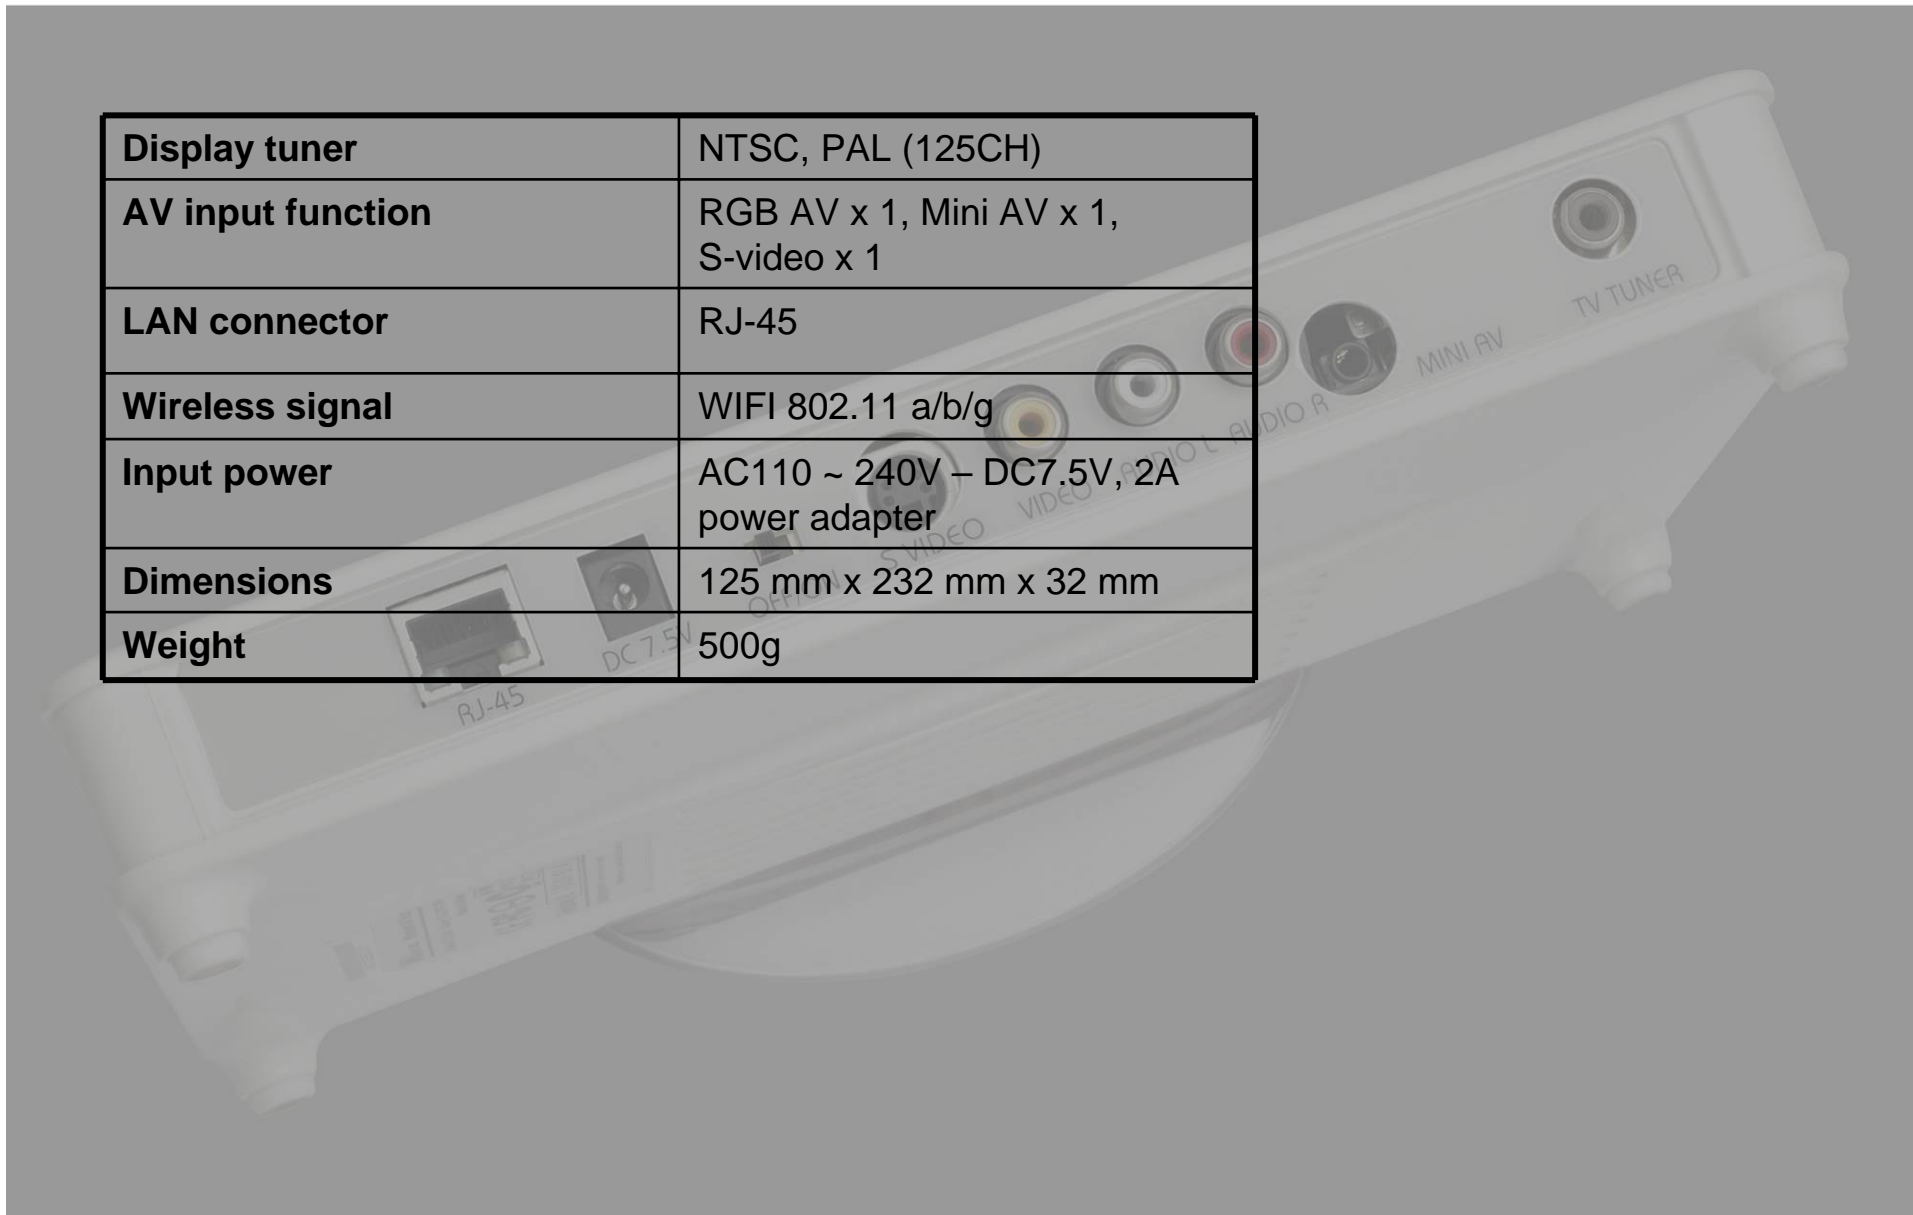 Display tuner NTSC, PAL (125CH)
AV input function RGB AV x 1, Mini AV x 1,
S-video x 1
LAN connector RJ-45
Wireless signal WIFI 802.11 a/b/g
Input power AC110 ~ 240V – DC7.5V, 2A
power adapter
Dimensions 125 mm x 232 mm x 32 mm
Weight 500g
RJ-45
DC 7.5V
OFF/ON
S VIDEO
VIDEO
AUDIO L
AUDIO R
MINI AV
TV TUNER